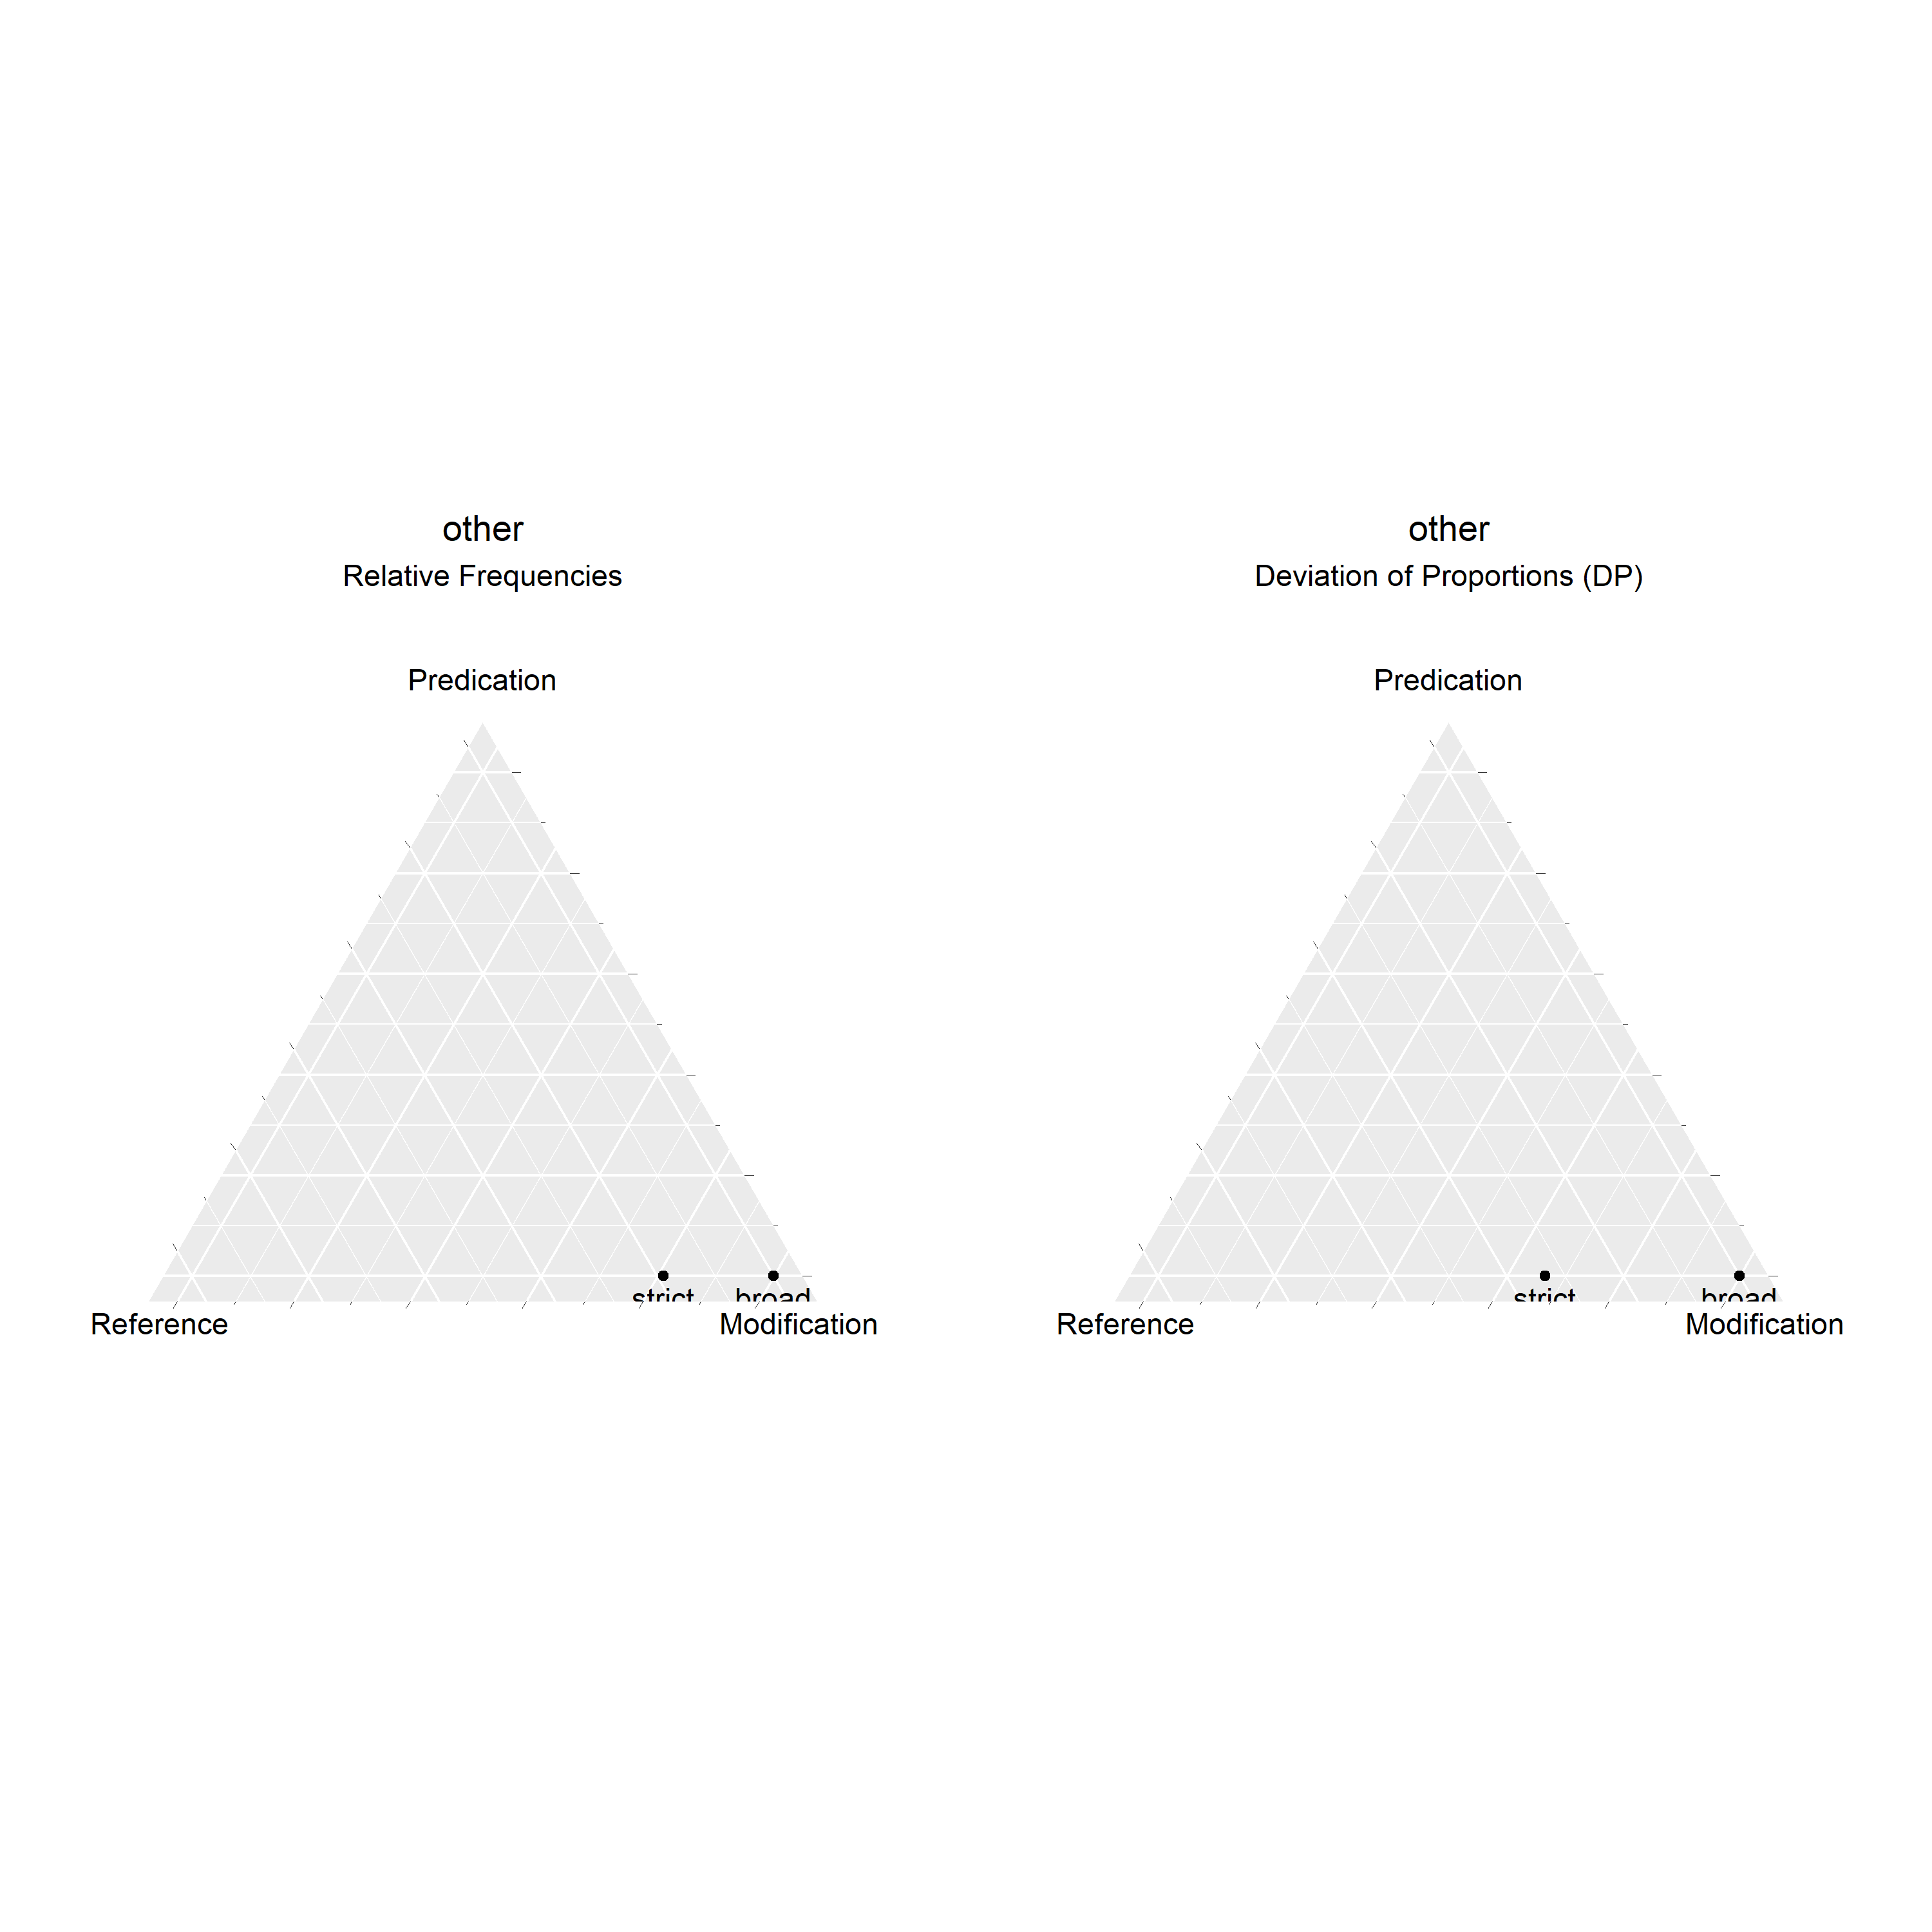 other
Relative Frequencies
Predication
strict broad
Reference Modification
other
Deviation of Proportions (DP)
Predication
strict broad
Reference Modification